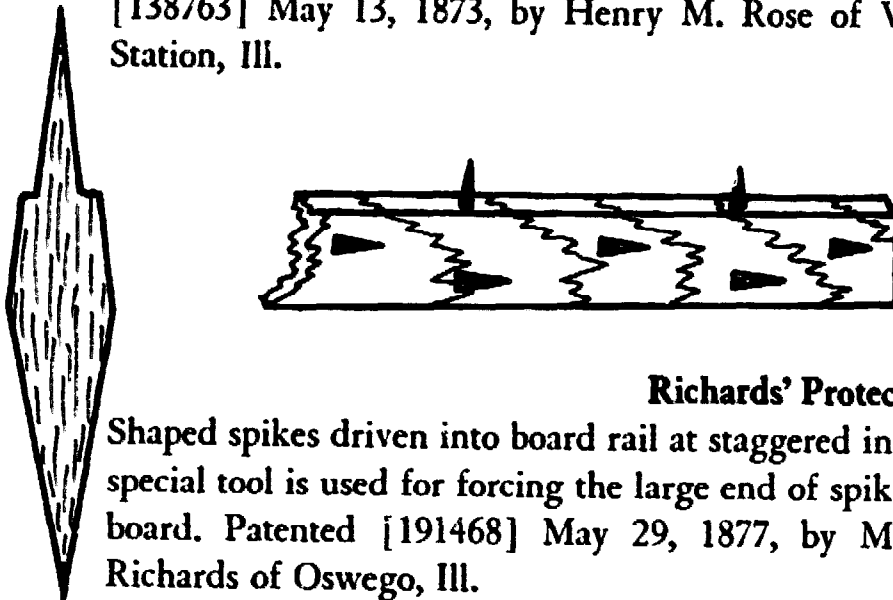 [138763] May 13, 1873, by Henry M. Rose of
Station, Ill.
Richards' Protec
Shaped spikes driven into board rail at staggered in
special tool is used for forcing the large end of spik
board. Patented [191468] May 29, 1877, by M
Richards of Oswego, Ill.